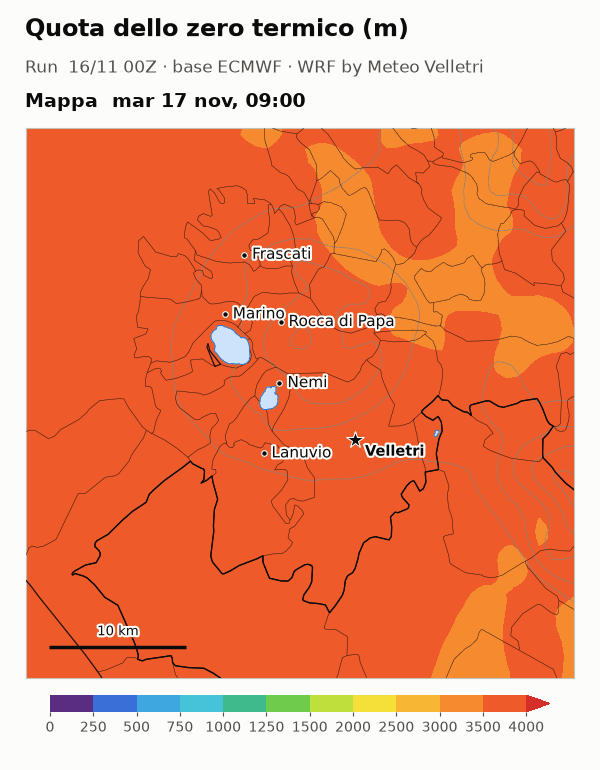 Quota dello zero termico (m)
Run  16/11 00Z · base ECMWF · WRF by Meteo Velletri
Mappa  mar 17 nov, 09:00
Frascati
Marino
Rocca di Papa
Nemi
Velletri
Lanuvio
10 km
0 250 500 750 1000 1250 1500 2000 2500 3000 3500 4000